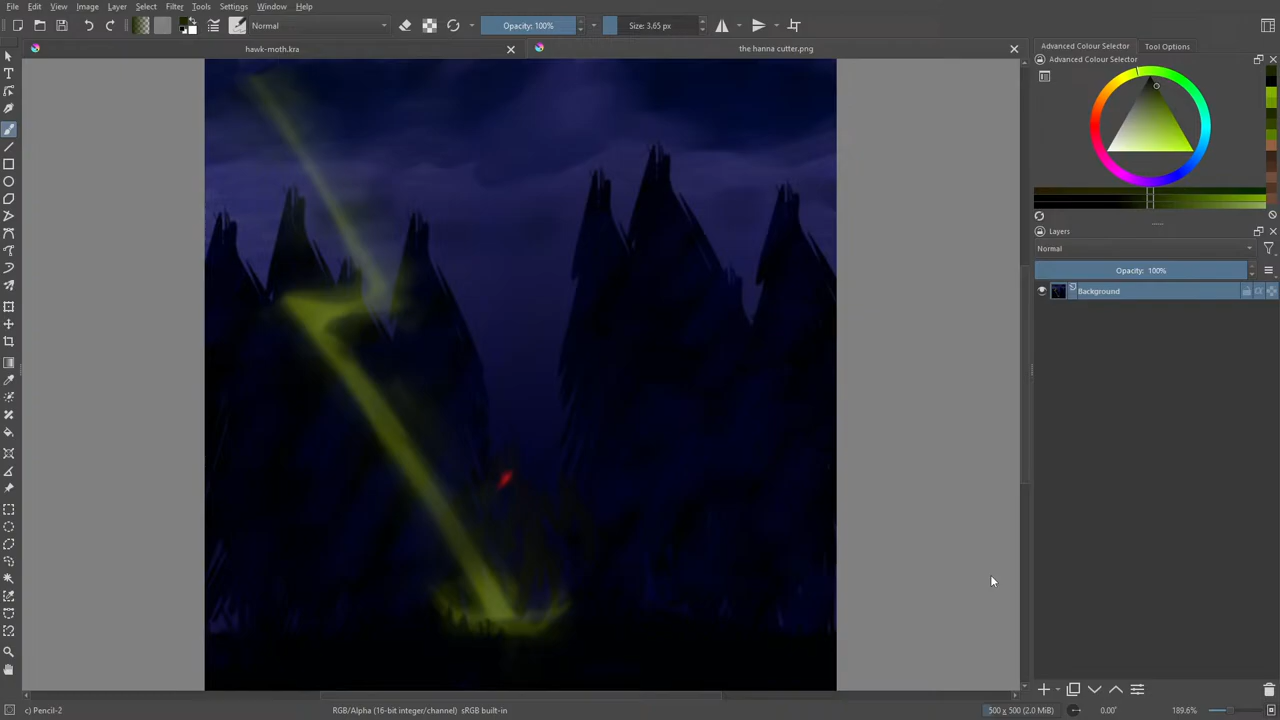 File Edit View Image Layer Select Filter Tools Settings Window Help
Normal Opacity: 100% Size: 3.65 px
hawk-moth.kra the hanna cutter.png
Advanced Colour Selector Tool Options
Advanced Colour Selector
Layers
Normal
Opacity: 100%
Background
c) Pencil-2 RGB/Alpha (16-bit integer/channel) sRGB built-in 500 x 500 (2.0 MiB) 0.00° 189.6%